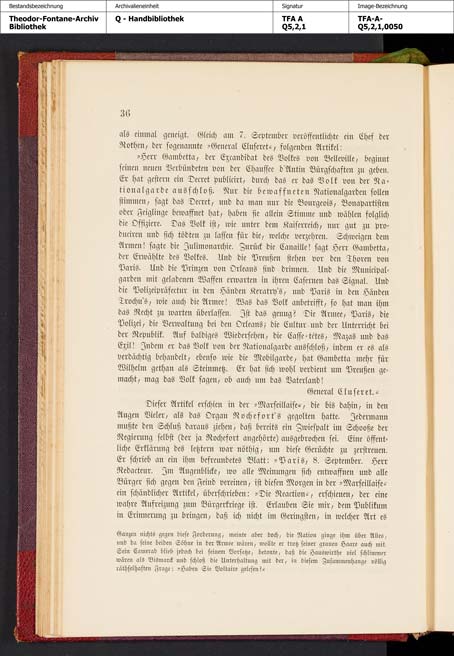 Bestandsbezeichnung
Archivalieneinheit
Signatur
Image-Bezeichnung
Theodor-Fontane-Archiv
Bibliothek
Q - Handbibliothek
TFA A
Q5,2,1
TFA-A-
Q5,2,1,0050
36
als einmal geneigt. Gleich am 7. September veröffentlichte ein Chef der
Rothen, der sogenannte »General Cluseret«, folgenden Artikel:
»Herr Gambetta, der Excandidat des Volkes von Belleville, beginnt
seinen neuen Verbündeten von der Chaussee d'Antin Bürgschaften zu geben.
Er hat gestern ein Decret publicirt, durch das er das Volk von der Na-
tionalgarde ausschloß. Nur die bewaffneten Nationalgarden sollen
stimmen, sagt das Decret, und da man nur die Bourgeois, Bonapartisten
oder Feiglinge bewaffnet hat, haben sie allein Stimme und wählen folglich
die Offiziere. Das Volk ist, wie unter dem Kaiserreich, nur gut zu pro-
duciren und sich tödten zu lassen für die, welche verzehren. Schweigen dem
Armen! sagte die Julimonarchie. Zurück die Canaille! sagt Herr Gambetta,
der Erwählte des Volkes. Und die Preußen stehen vor den Thoren von
Paris. Und die Prinzen von Orleans sind drinnen. Und die Municipal-
garden mit geladenen Waffen erwarten in ihren Casernen das Signal. Und
die Polizeipräfectur in den Händen Keratry's, und Paris in den Händen
Trochu's, wie auch die Armee! Was das Volk anbetrifft, so hat man ihm
das Recht zu warten überlassen. Ist das genug! Die Armee, Paris, die
Polizei, die Verwaltung bei den Orleans; die Cultur und der Unterricht bei
der Republik. Auf baldiges Wiedersehen, die Casse-têtes, Mazas und das
Exil! Indem er das Volk von der Nationalgarde ausschloß, indem er es als
verdächtig behandelt, ebenso wie die Mobilgarde, hat Gambetta mehr für
Wilhelm gethan als Steinmetz. Er hat sich wohl verdient um Preußen ge-
macht, mag das Volk sagen, ob auch um das Vaterland!
General Cluseret.«
Dieser Artikel erschien in der »Marseillaise«, die bis dahin, in den
Augen Vieler, als das Organ Rochefort's gegolten hatte. Jedermann
mußte den Schluß daraus ziehen, daß bereits ein Zwiespalt im Schooße der
Regierung selbst (der ja Rochefort angehörte) ausgebrochen sei. Eine öffent-
liche Erklärung des letztern war nöthig, um diese Gerüchte zu zerstreuen.
Er schrieb an ein ihm befreundetes Blatt: »Paris, 8. September. Herr
Redacteur. Im Augenblicke, wo alle Meinungen sich entwaffnen und alle
Bürger sich gegen den Feind vereinen, ist diesen Morgen in der »Marseillaise«
ein schändlicher Artikel, überschrieben: »Die Reaction«, erschienen, der eine
wahre Aufreizung zum Bürgerkriege ist. Erlauben Sie mir, dem Publikum
in Erinnerung zu bringen, daß ich nicht im Geringsten, in welcher Art es
Ganzen nichts gegen diese Forderung, meinte aber doch, die Nation ginge ihm über Alles,
und da seine beiden Söhne in der Armee wären, wollte er trotz seiner grauen Haare auch mit.
Sein Camerad blieb jedoch bei seinem Vorsatze, betonte, daß die Hauswirthe viel schlimmer
wären als Bismarck und schloß die Unterhaltung mit der, in diesem Zusammenhange völlig
räthselhaften Frage: »Haben Sie Voltaire gelesen!«